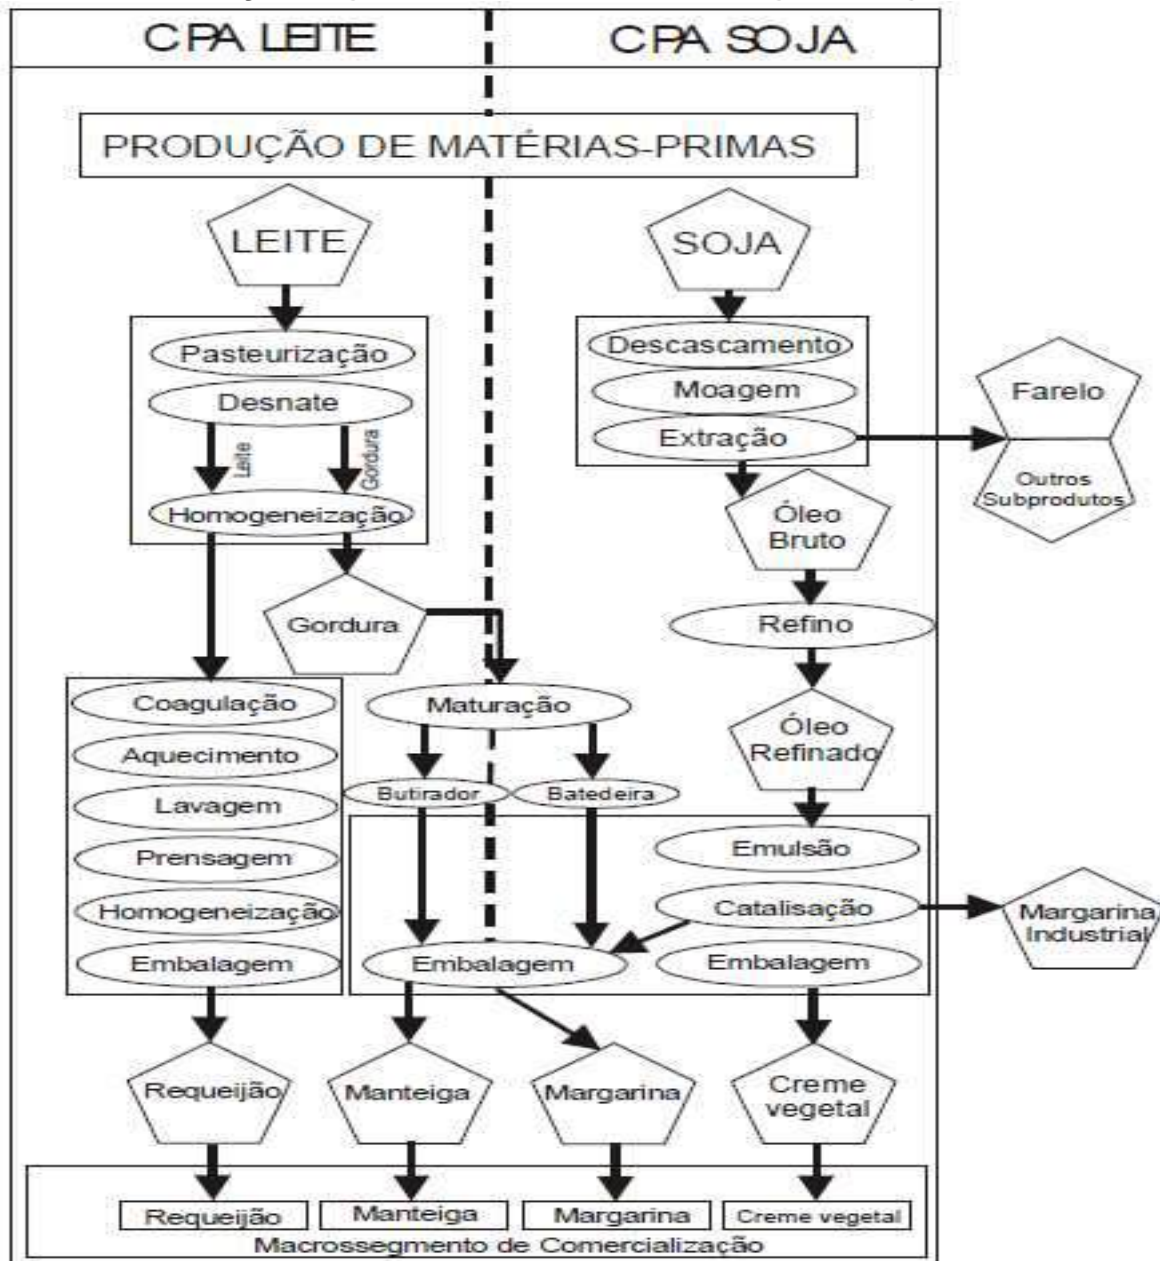 CPA LEITE
CPA SOJA
PRODUÇÃO DE MATÉRIAS-PRIMAS
LEITE
SOJA
Pasteurização
Desnate
Leite
Gordura
Homogeneização
Descascamento
Moagem
Extração
Farelo
Outros
Subprodutos
Óleo
Bruto
Gordura
Refino
Maturação
Óleo
Refinado
Butirador
Batedeira
Coagulação
Aquecimento
Lavagem
Prensagem
Homogeneização
Embalagem
Emulsão
Catalisação
Embalagem
Embalagem
Margarina
Industrial
Requeijão
Manteiga
Margarina
Creme
vegetal
Requeijão
Manteiga
Margarina
Creme vegetal
Macrossegmento de Comercialização